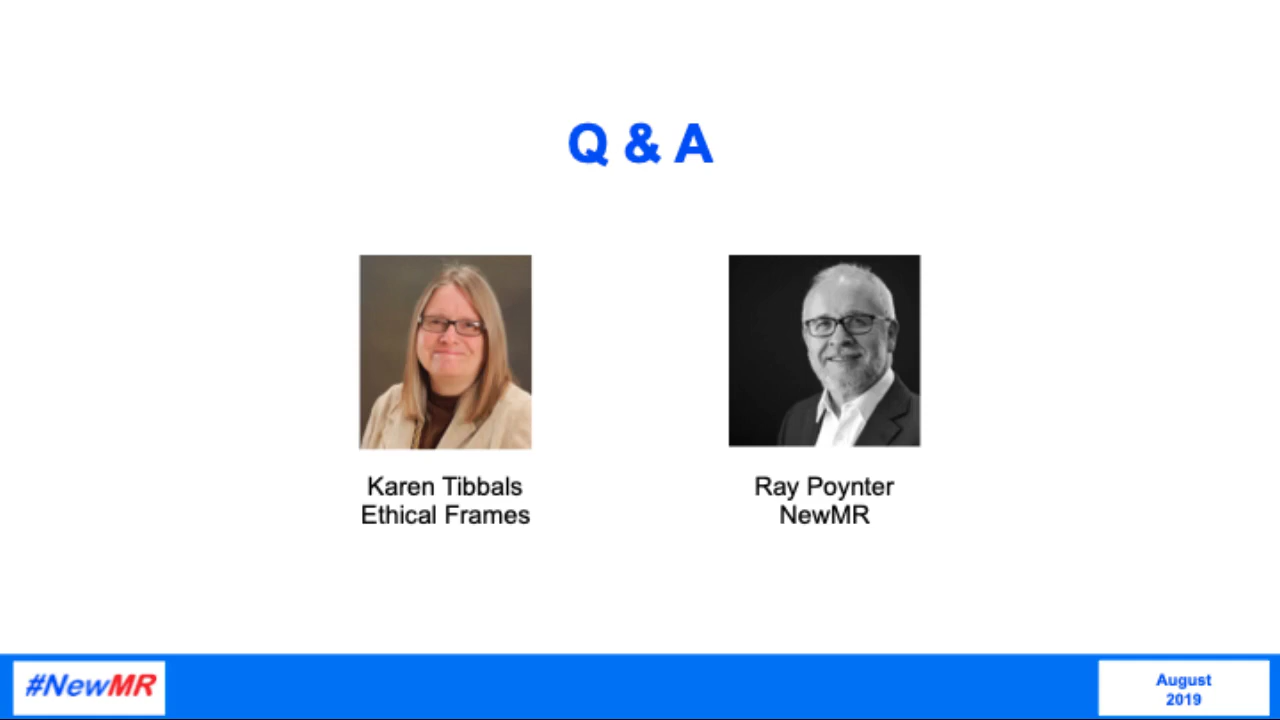 Q & A
Karen Tibbals
Ethical Frames
Ray Poynter
NewMR
#NewMR
August
2019